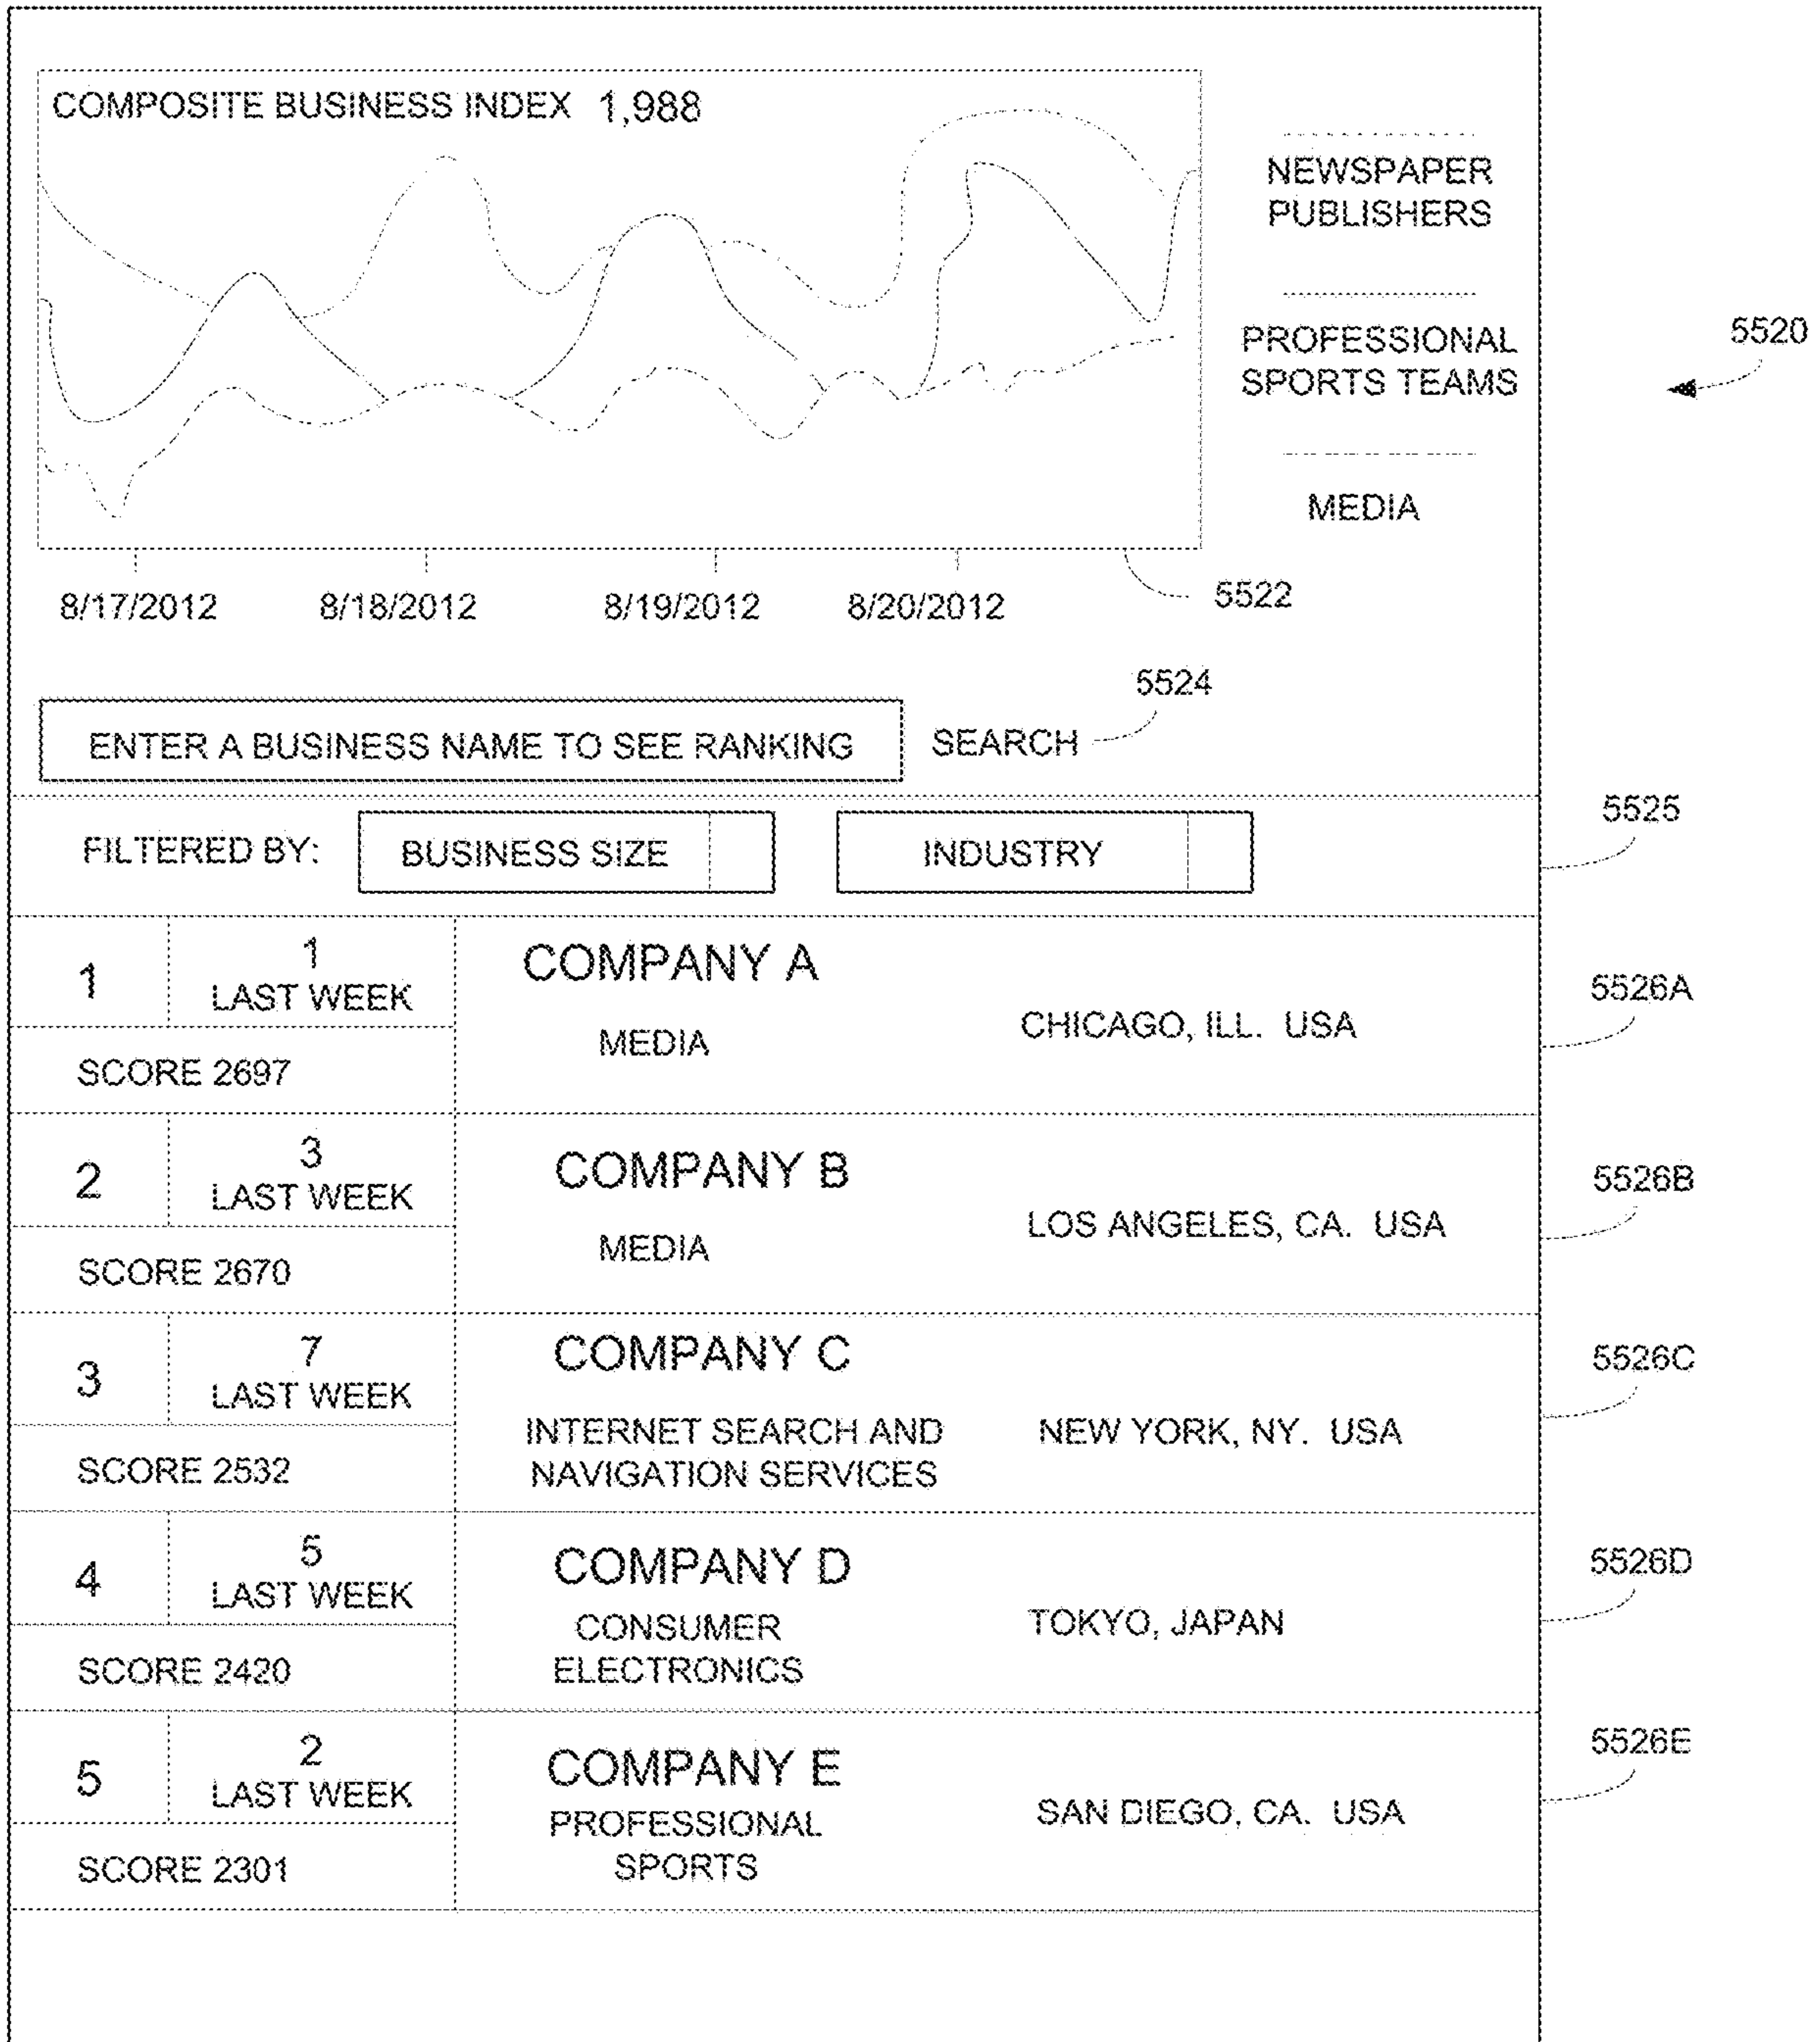 COMPOSITE BUSINESS INDEX 1,988
NEWSPAPER
PUBLISHERS
PROFESSIONAL
SPORTS TEAMS
MEDIA
5520
8/17/2012 8/18/2012 8/19/2012 8/20/2012
5522
5524
ENTER A BUSINESS NAME TO SEE RANKING SEARCH
5525
FILTERED BY: BUSINESS SIZE INDUSTRY
1
1
LAST WEEK
SCORE 2697
COMPANY A
MEDIA
CHICAGO, ILL. USA
5526A
2
3
LAST WEEK
SCORE 2670
COMPANY B
MEDIA
LOS ANGELES, CA. USA
5526B
3
7
LAST WEEK
SCORE 2532
COMPANY C
INTERNET SEARCH AND
NAVIGATION SERVICES
NEW YORK, NY. USA
5526C
4
5
LAST WEEK
SCORE 2420
COMPANY D
CONSUMER
ELECTRONICS
TOKYO, JAPAN
5526D
5
2
LAST WEEK
SCORE 2301
COMPANY E
PROFESSIONAL
SPORTS
SAN DIEGO, CA. USA
5526E